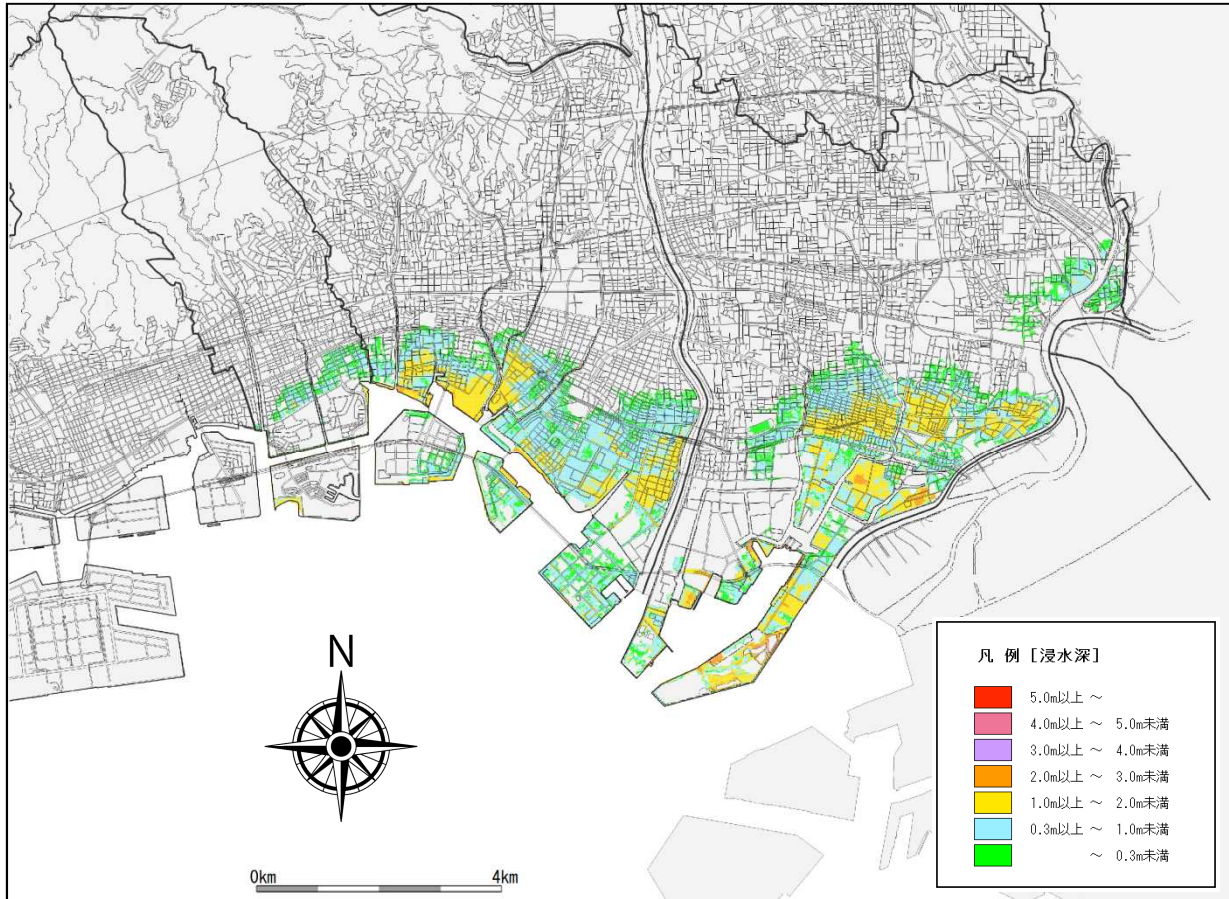 N
0km 4km
凡 例 [浸水深]
5.0m以上 ～
4.0m以上 ～ 5.0m未満
3.0m以上 ～ 4.0m未満
2.0m以上 ～ 3.0m未満
1.0m以上 ～ 2.0m未満
0.3m以上 ～ 1.0m未満
～ 0.3m未満